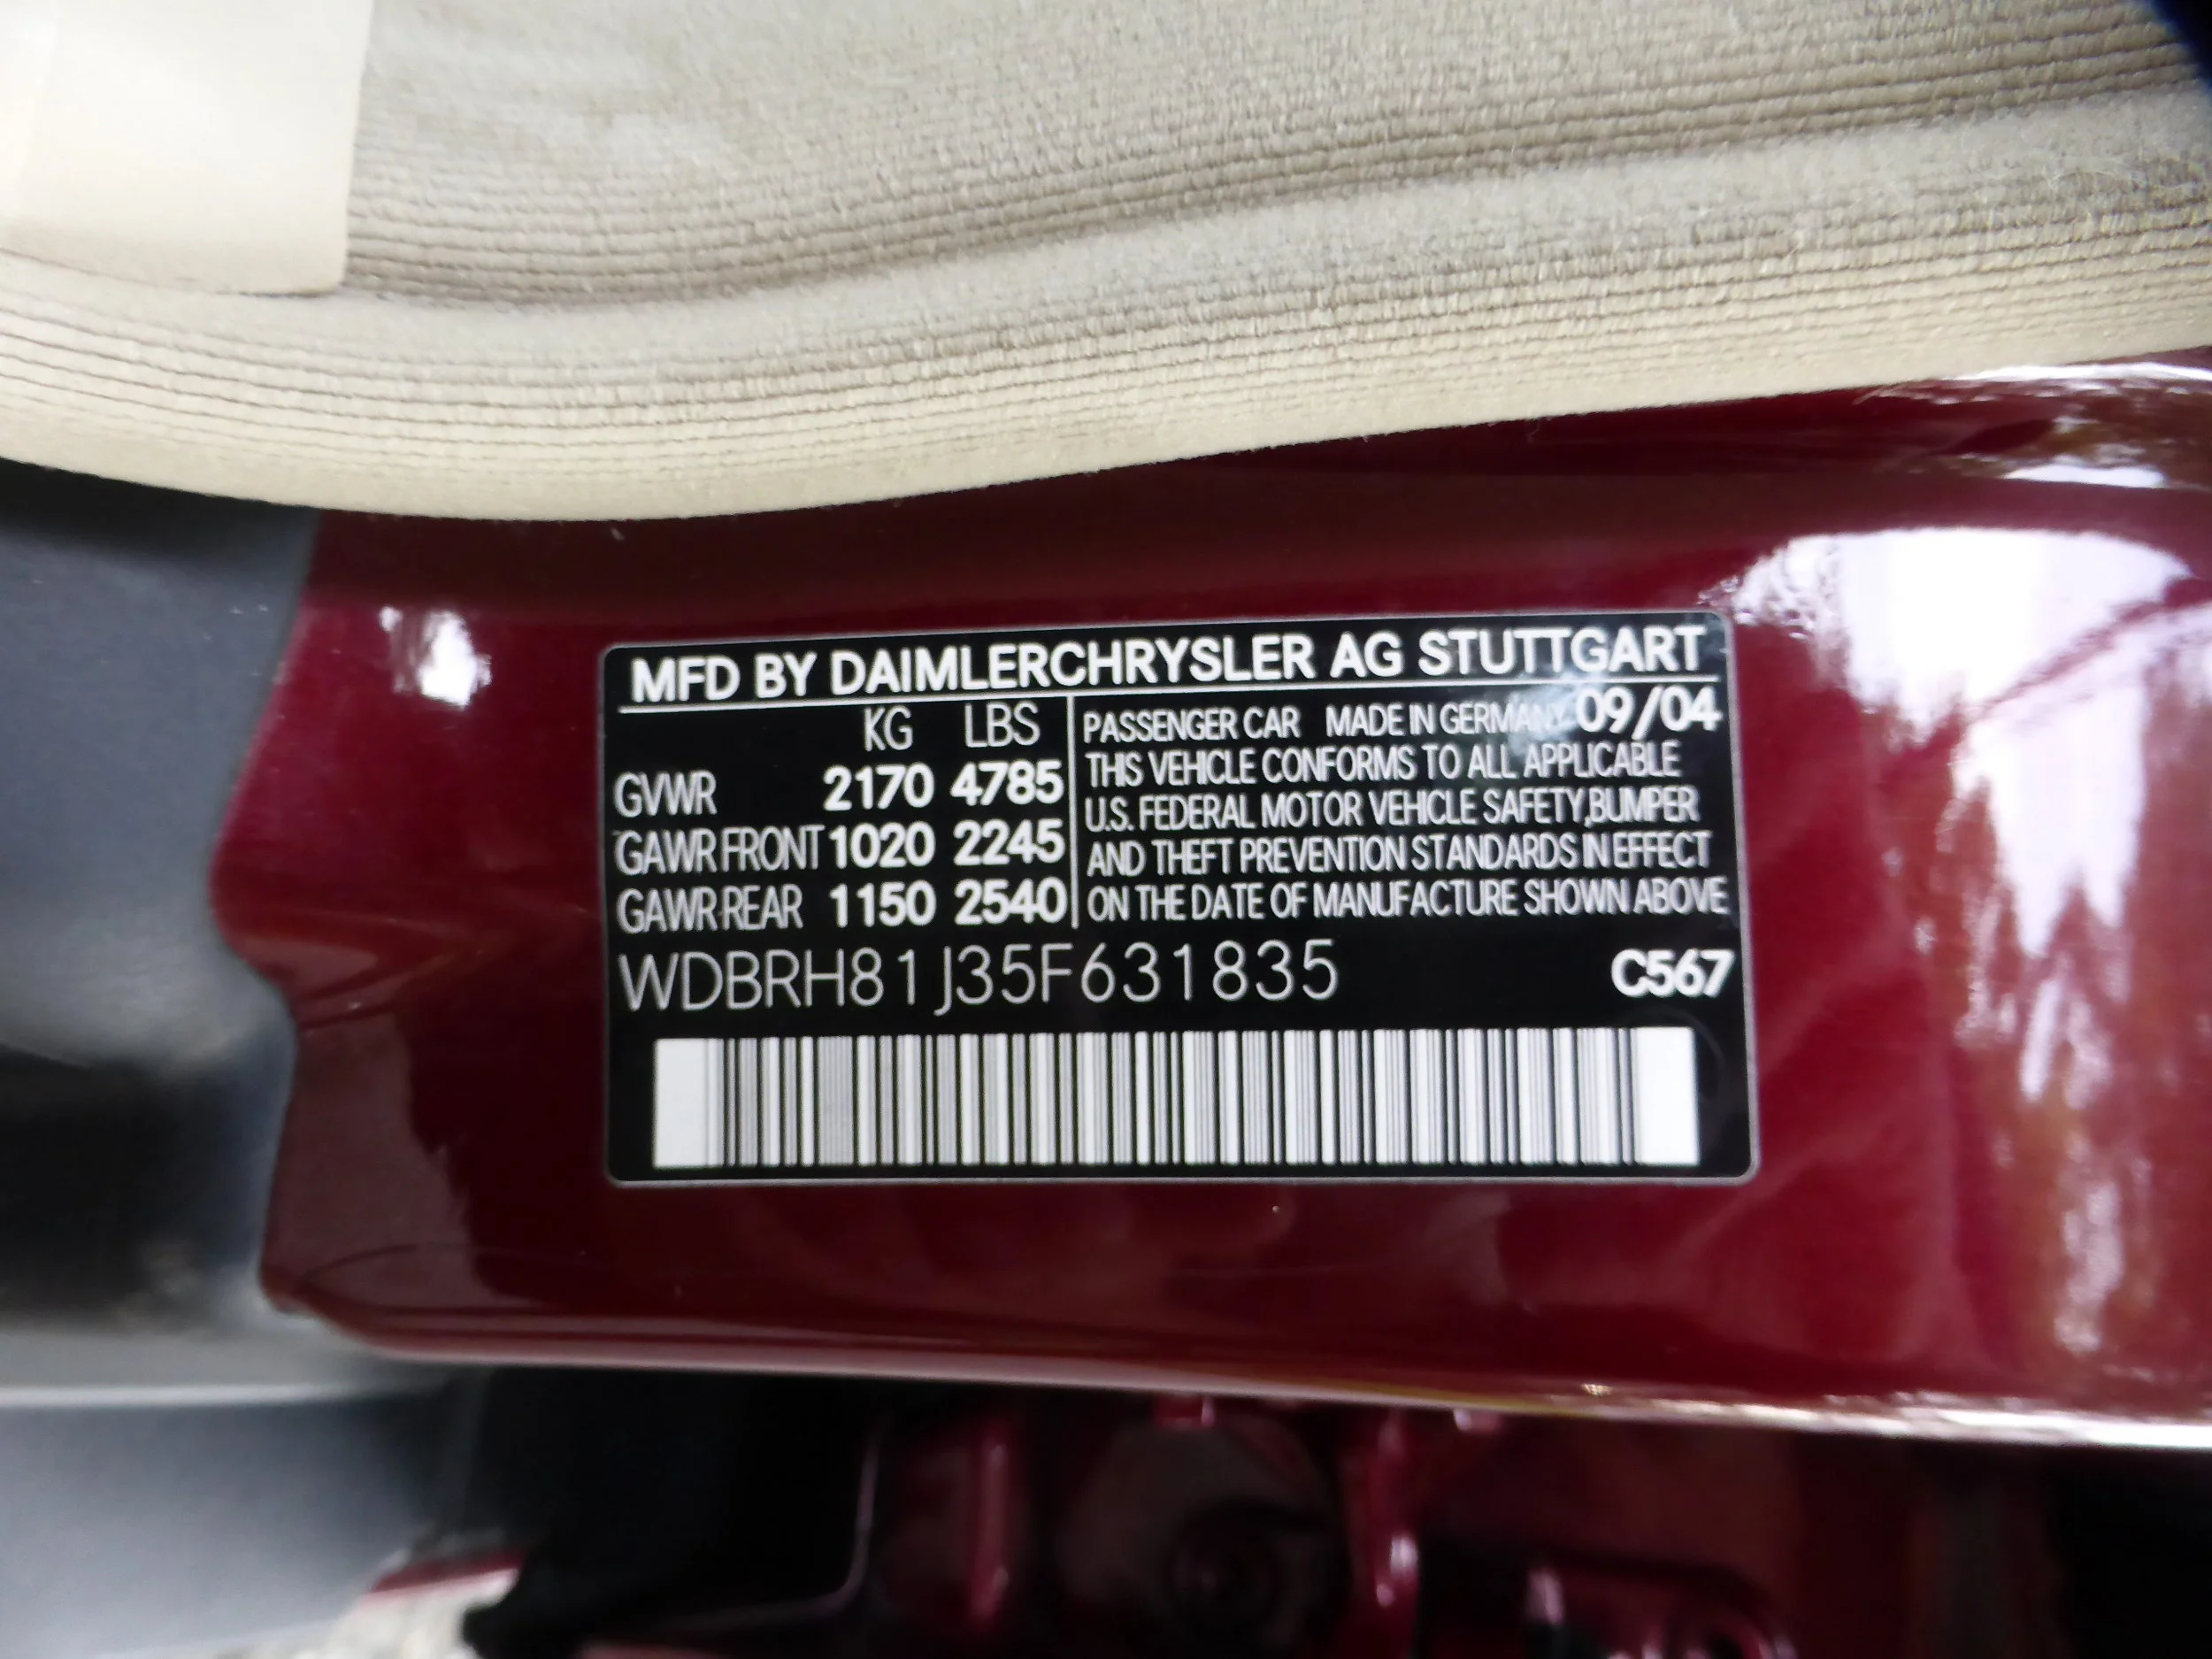 MFD BY DAIMLERCHRYSLER AG STUTTGART
KG LBS
GVWR 2170 4785
GAWR FRONT 1020 2245
GAWR REAR 1150 2540
PASSENGER CAR MADE IN GERMANY 09/04
THIS VEHICLE CONFORMS TO ALL APPLICABLE
U.S. FEDERAL MOTOR VEHICLE SAFETY,BUMPER
AND THEFT PREVENTION STANDARDS IN EFFECT
ON THE DATE OF MANUFACTURE SHOWN ABOVE
WDBRH81J35F631835 C567